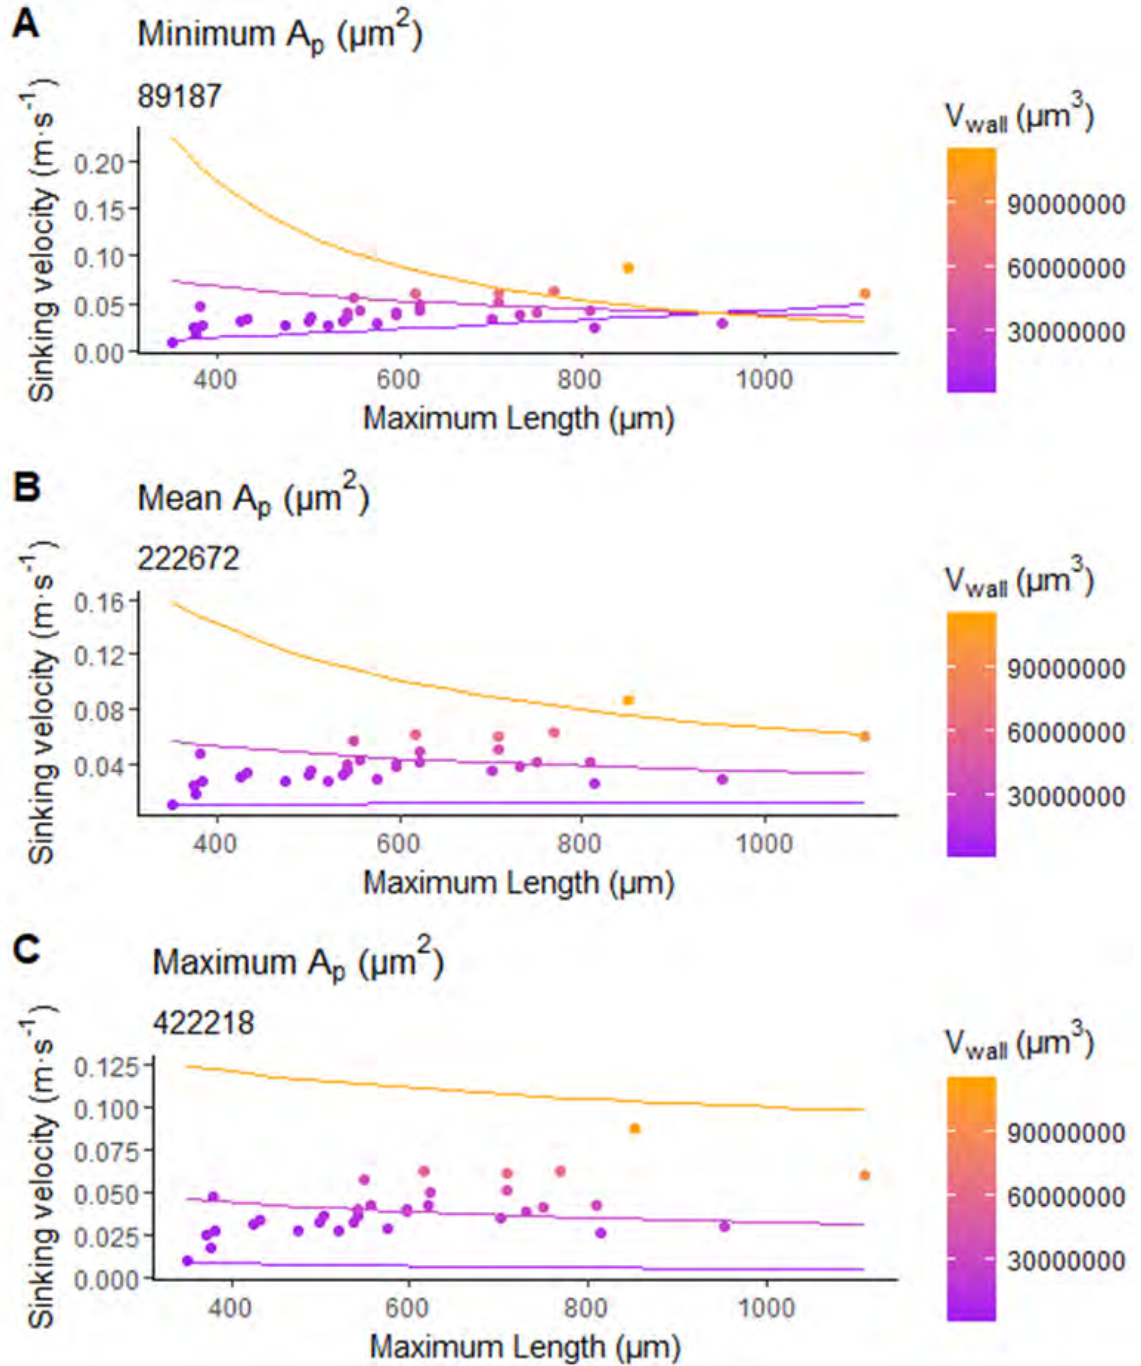 A
Minimum Aₚ (µm²)
89187
Sinking velocity (m·s⁻¹)
0.20
0.15
0.10
0.05
0.00
400 600 800 1000
Maximum Length (µm)
V_wall (µm³)
90000000
60000000
30000000
B
Mean Aₚ (µm²)
222672
Sinking velocity (m·s⁻¹)
0.16
0.12
0.08
0.04
400 600 800 1000
Maximum Length (µm)
V_wall (µm³)
90000000
60000000
30000000
C
Maximum Aₚ (µm²)
422218
Sinking velocity (m·s⁻¹)
0.125
0.100
0.075
0.050
0.025
0.000
400 600 800 1000
Maximum Length (µm)
V_wall (µm³)
90000000
60000000
30000000